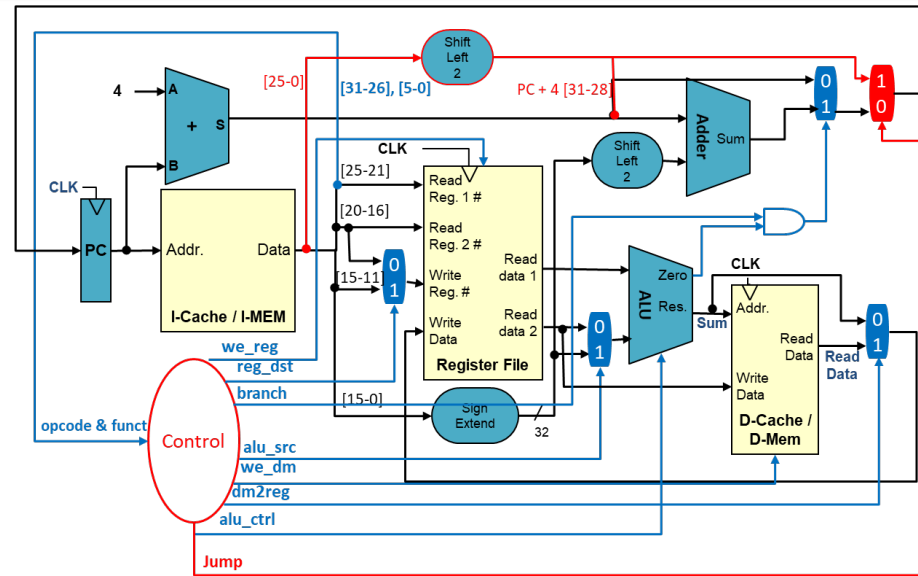 Shift
Left
2
[25-0]
[31-26], [5-0]
PC + 4 [31-28]
0
1
1
0
4
A
+
S
B
Adder
Sum
Shift
Left
2
CLK
CLK
[25-21]
Read
Reg. 1 #
[20-16]
Read
Reg. 2 #
PC
Addr.
Data
I-Cache / I-MEM
0
1
[15-11]
Write
Reg. #
Write
Data
Read
data 1
Read
data 2
Register File
0
1
ALU
Zero
Res.
Sum
CLK
Addr.
Read
Data
Write
Data
D-Cache /
D-Mem
Read
Data
0
1
we_reg
reg_dst
branch
[15-0]
Sign
Extend
32
opcode & funct
Control
alu_src
we_dm
dm2reg
alu_ctrl
Jump